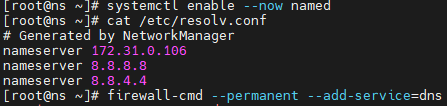 [root@ns ~]# systemctl enable --now named
[root@ns ~]# cat /etc/resolv.conf
# Generated by NetworkManager
nameserver 172.31.0.106
nameserver 8.8.8.8
nameserver 8.8.4.4
[root@ns ~]# firewall-cmd --permanent --add-service=dns